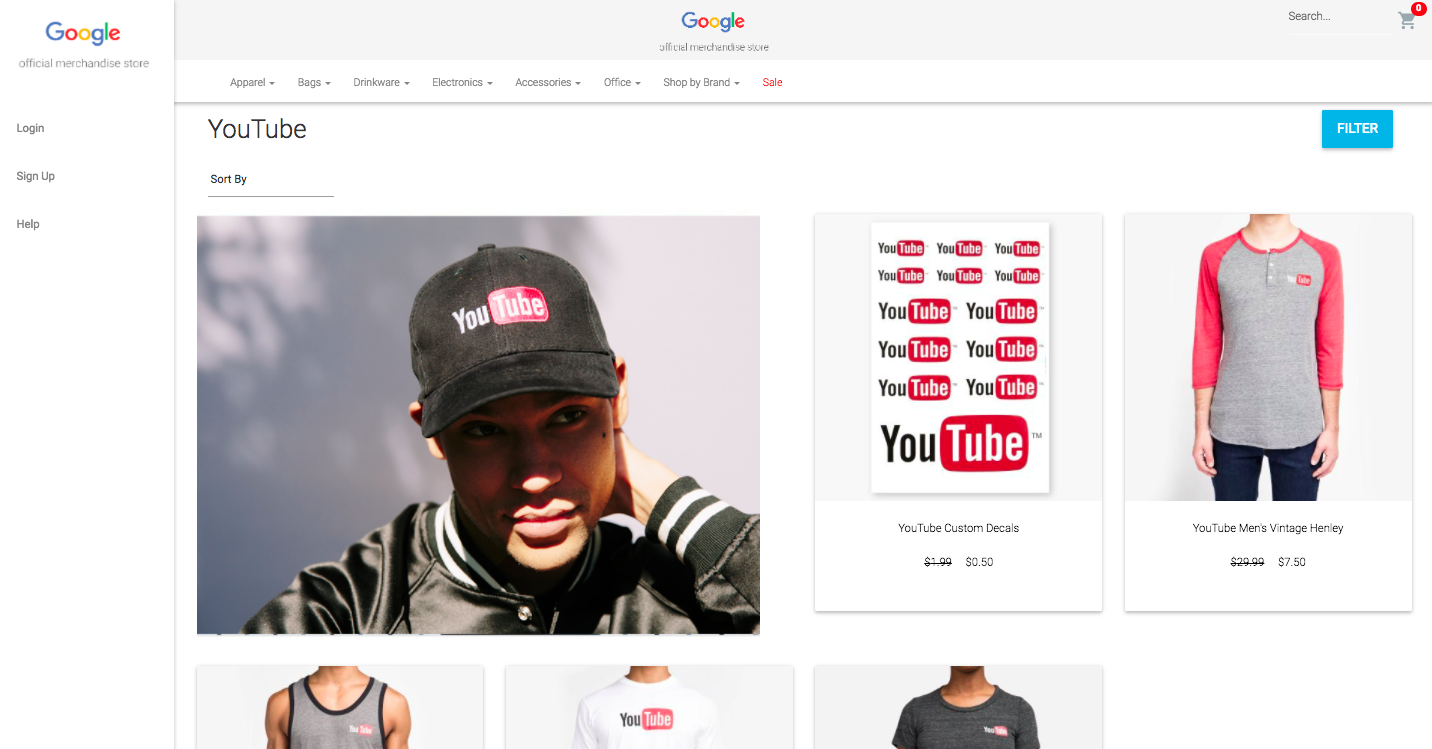 Google
official merchandise store
Login
Sign Up
Help
Google
official merchandise store
Search...
0
Apparel
Bags
Drinkware
Electronics
Accessories
Office
Shop by Brand
Sale
YouTube
FILTER
Sort By
YouTube
YouTube YouTube YouTube
YouTube YouTube YouTube
YouTube YouTube
YouTube YouTube
YouTube YouTube
YouTube™
YouTube
YouTube Custom Decals
$1.99 $0.50
YouTube Men's Vintage Henley
$29.99 $7.50
YouTube
YouTube
YouTube